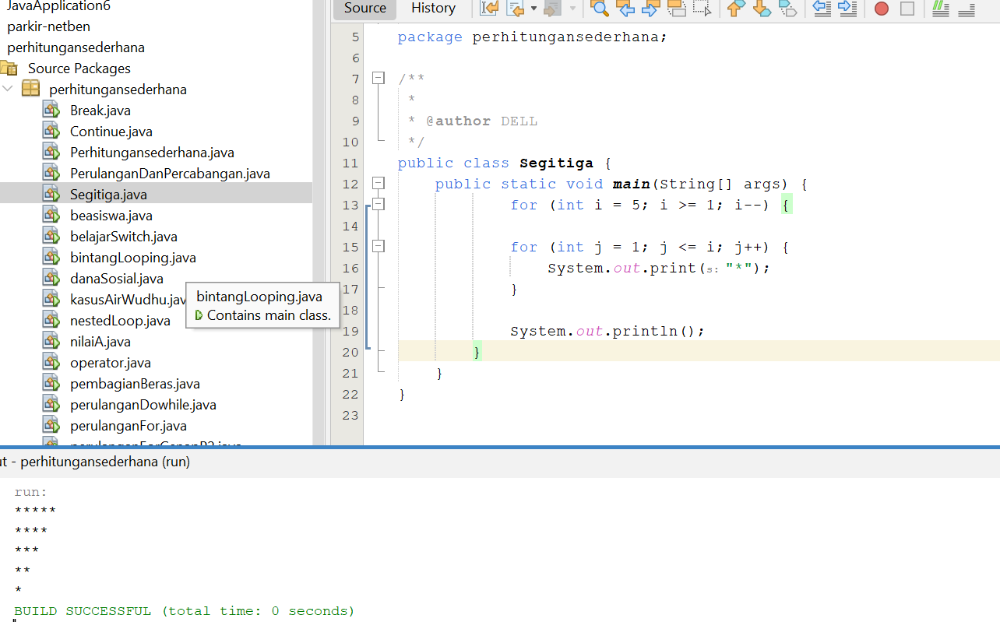 JavaApplication6
parkir-netben
perhitungansederhana
Source Packages
perhitungansederhana
Break.java
Continue.java
Perhitungansederhana.java
PerulanganDanPercabangan.java
Segitiga.java
beasiswa.java
belajarSwitch.java
bintangLooping.java
danaSosial.java
kasusAirWudhu.jav
nestedLoop.java
nilaiA.java
operator.java
pembagianBeras.java
perulanganDowhile.java
perulanganFor.java
bintangLooping.java
Contains main class.
Source History
5 package perhitungansederhana;
6
7 /**
8 *
9 * @author DELL
10 */
11 public class Segitiga {
12 public static void main(String[] args) {
13 for (int i = 5; i >= 1; i--) {
14
15 for (int j = 1; j <= i; j++) {
16 System.out.print(s: "*");
17 }
18
19 System.out.println();
20 }
21 }
22 }
23
ut - perhitungansederhana (run)
run:
*****
****
***
**
*
BUILD SUCCESSFUL (total time: 0 seconds)